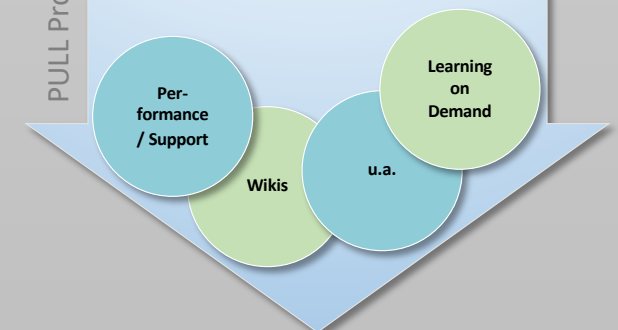 PULL Pro
Per-
formance
/ Support
Wikis
u.a.
Learning
on
Demand